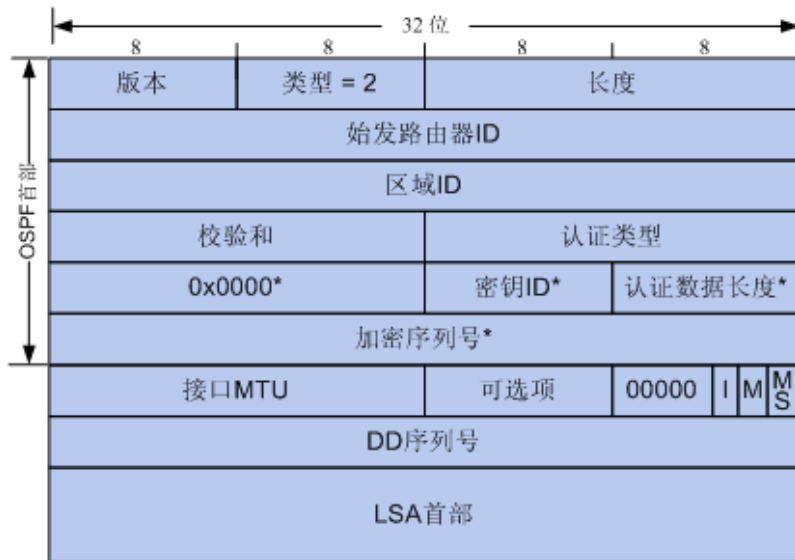 32 位
8 8 8 8
版本 类型 = 2 长度
始发路由器ID
区域ID
校验和 认证类型
0x0000* 密钥ID* 认证数据长度*
加密序列号*
OSPF首部
接口MTU 可选项 00000 I M MS
DD序列号
LSA首部